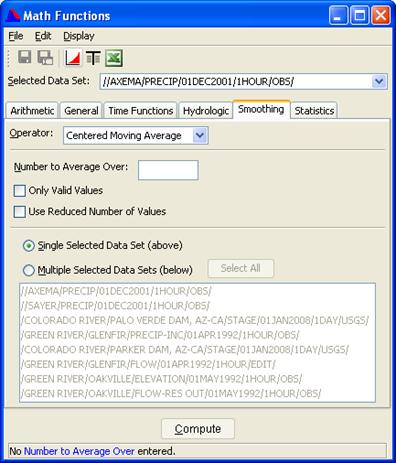 Math Functions
File Edit Display
Selected Data Set: //AXEMA/PRECIP/01DEC2001/1HOUR/OBS/
Arithmetic General Time Functions Hydrologic Smoothing Statistics
Operator: Centered Moving Average
Number to Average Over:
Only Valid Values
Use Reduced Number of Values
Single Selected Data Set (above)
Multiple Selected Data Sets (below) Select All
//AXEMA/PRECIP/01DEC2001/1HOUR/OBS/
//SAYER/PRECIP/01DEC2001/1HOUR/OBS/
/COLORADO RIVER/PALO VERDE DAM, AZ-CA/STAGE/01JAN2008/1DAY/USGS/
/GREEN RIVER/GLENFIR/PRECIP-INC/01APR1992/1HOUR/OBS/
/COLORADO RIVER/PARKER DAM, AZ-CA/STAGE/01JAN2008/1DAY/USGS/
/GREEN RIVER/GLENFIR/FLOW/01APR1992/1HOUR/EDIT/
/GREEN RIVER/OAKVILLE/ELEVATION/01MAY1992/1HOUR/OBS/
/GREEN RIVER/OAKVILLE/FLOW-RES OUT/01MAY1992/1HOUR/OBS/
Compute
No Number to Average Over entered.